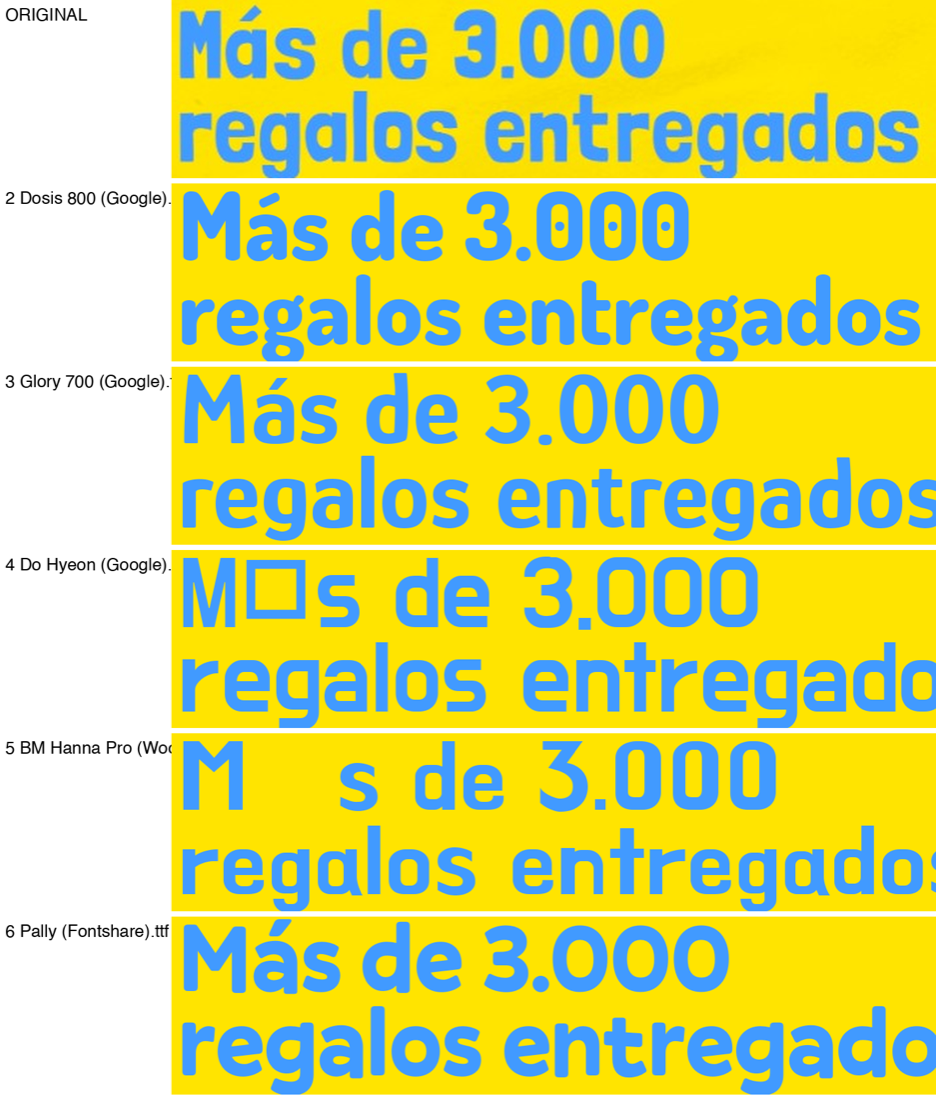 ORIGINAL
Más de 3.000
regalos entregados
2 Dosis 800 (Google).
Más de 3.000
regalos entregados
3 Glory 700 (Google).
Más de 3.000
regalos entregados
4 Do Hyeon (Google).
M□s de 3.000
regalos entregado
5 BM Hanna Pro (Woo
M s de 3.000
regalos entregados
6 Pally (Fontshare).ttf
Más de 3.000
regalos entregado